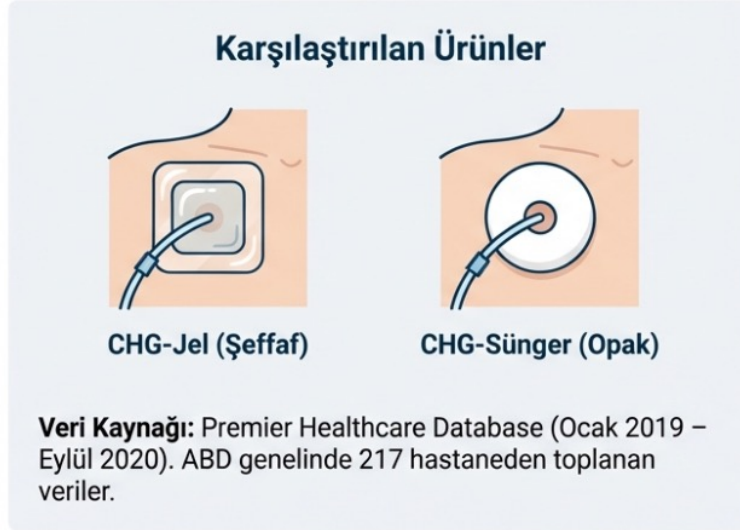 Karşılaştırılan Ürünler
CHG-Jel (Şeffaf)
CHG-Sünger (Opak)
Veri Kaynağı: Premier Healthcare Database (Ocak 2019 –
Eylül 2020). ABD genelinde 217 hastaneden toplanan
veriler.